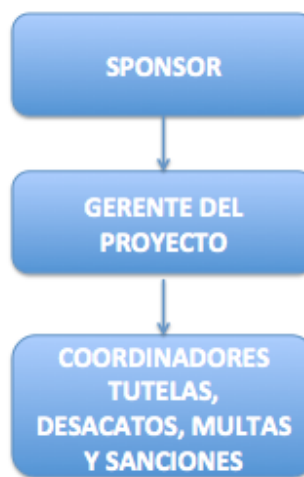 SPONSOR
GERENTE DEL
PROYECTO
COORDINADORES
TUTELAS,
DESACATOS, MULTAS
Y SANCIONES